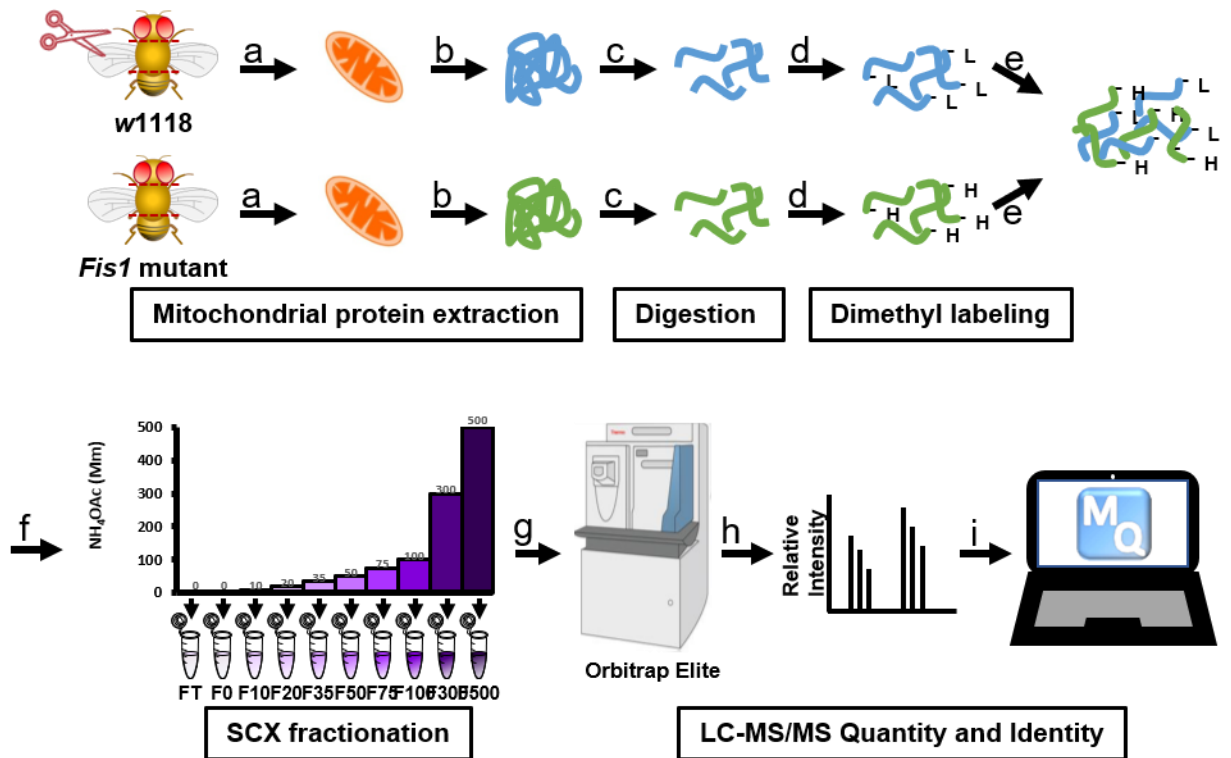 a b c d e
L
L
L
L
H
L
L
H
L
H
H
w1118
a b c d e
H
H
H
H
Fis1 mutant
Mitochondrial protein extraction
Digestion
Dimethyl labeling
f
NH₄OAc (Mm)
500
400
300
200
100
0
0 0 10 20 35 50 75 100 300 500
FT F0 F10 F20 F35 F50 F75 F100 F300 F500
SCX fractionation
g
Orbitrap Elite
h
Relative
Intensity
i
M
Q
LC-MS/MS Quantity and Identity